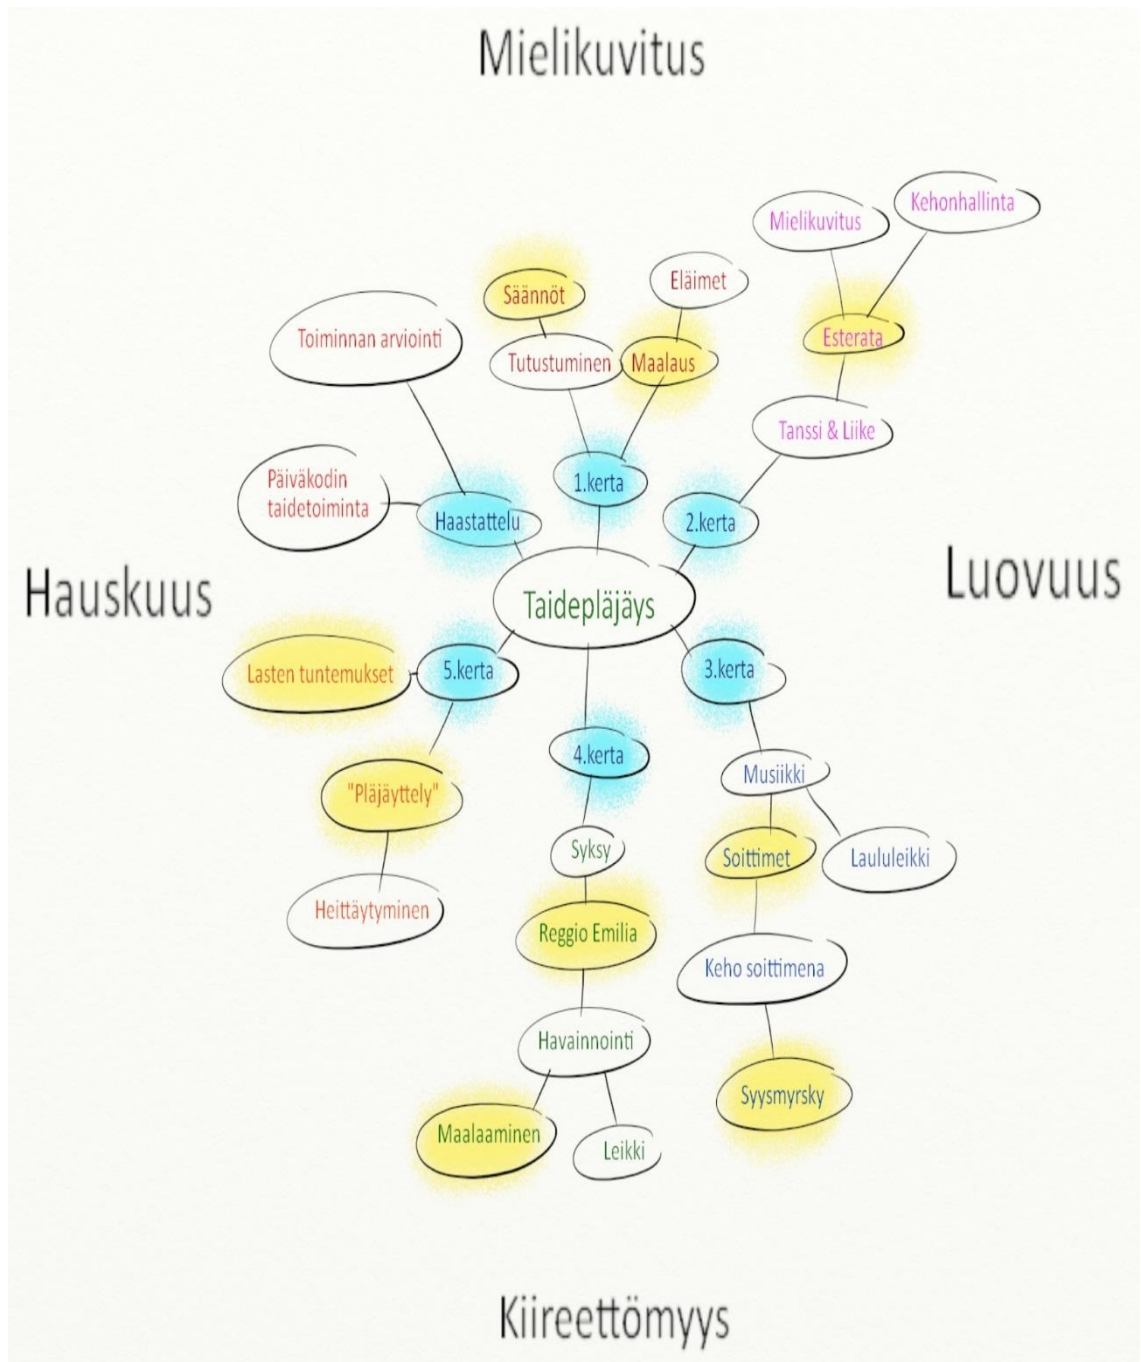 Mielikuvitus
Kehonhallinta
Mielikuvitus
Eläimet
Säännöt
Toiminnan arviointi
Esterata
Tutustuminen
Maalaus
Tanssi & Liike
Päiväkodin
taidetoiminta
1.kerta
Haastattelu
2.kerta
Luovuus
Hauskuus
Taidepläjäys
Lasten tuntemukset
5.kerta
3.kerta
4.kerta
Musiikki
"Pläjäyttely"
Syksy
Soittimet
Laululeikki
Heittäytyminen
Reggio Emilia
Keho soittimena
Havainnointi
Syysmyrsky
Maalaaminen
Leikki
Kiireettömyys